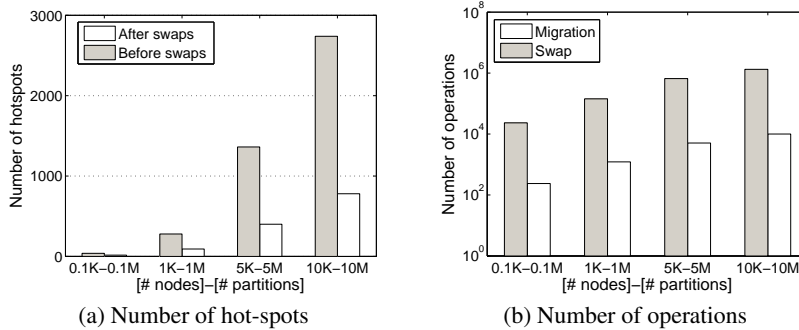 3000
2000
1000
0
Number of hotspots
After swaps
Before swaps
0.1K−0.1M 1K−1M 5K−5M 10K−10M
[# nodes]−[# partitions]
(a) Number of hot-spots
10^8
10^6
10^4
10^2
10^0
Number of operations
Migration
Swap
0.1K−0.1M 1K−1M 5K−5M 10K−10M
[# nodes]−[# partitions]
(b) Number of operations